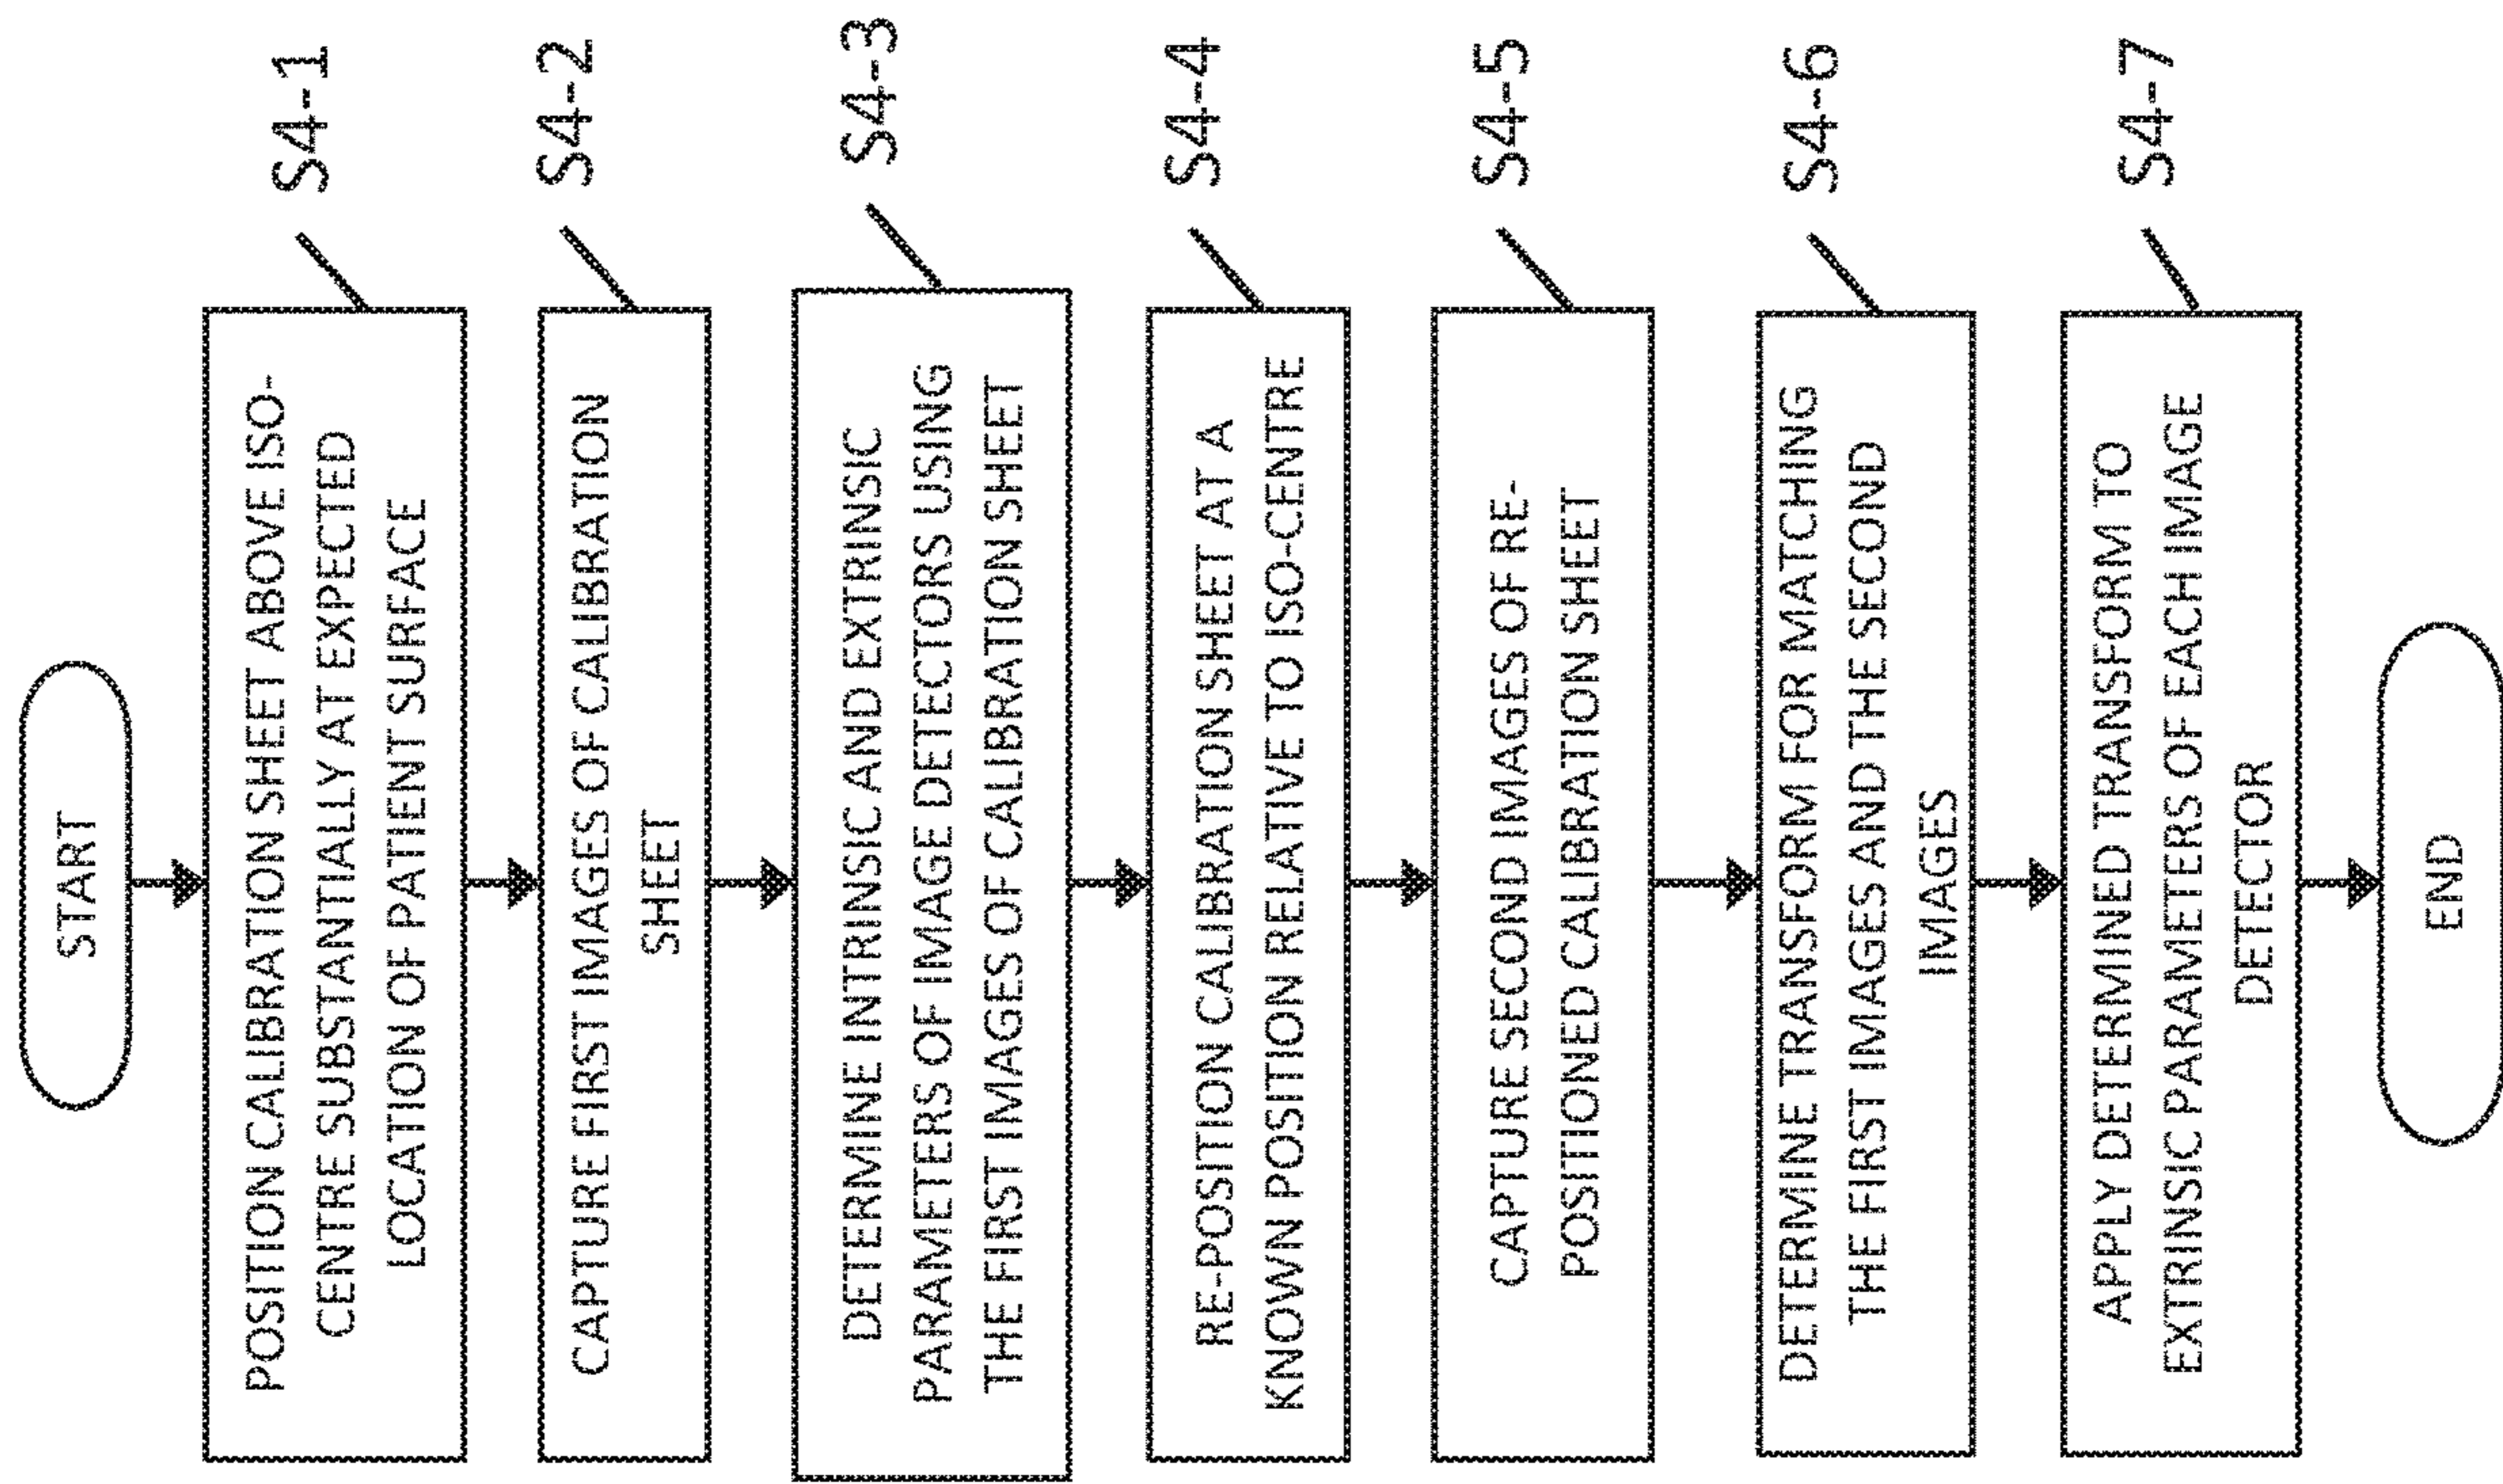 START
POSITION CALIBRATION SHEET ABOVE ISO-
CENTRE SUBSTANTIALLY AT EXPECTED
LOCATION OF PATIENT SURFACE
S4-1
CAPTURE FIRST IMAGES OF CALIBRATION
SHEET
S4-2
DETERMINE INTRINSIC AND EXTRINSIC
PARAMETERS OF IMAGE DETECTORS USING
THE FIRST IMAGES OF CALIBRATION SHEET
S4-3
RE-POSITION CALIBRATION SHEET AT A
KNOWN POSITION RELATIVE TO ISO-CENTRE
S4-4
CAPTURE SECOND IMAGES OF RE-
POSITIONED CALIBRATION SHEET
S4-5
DETERMINE TRANSFORM FOR MATCHING
THE FIRST IMAGES AND THE SECOND
IMAGES
S4-6
APPLY DETERMINED TRANSFORM TO
EXTRINSIC PARAMETERS OF EACH IMAGE
DETECTOR
S4-7
END